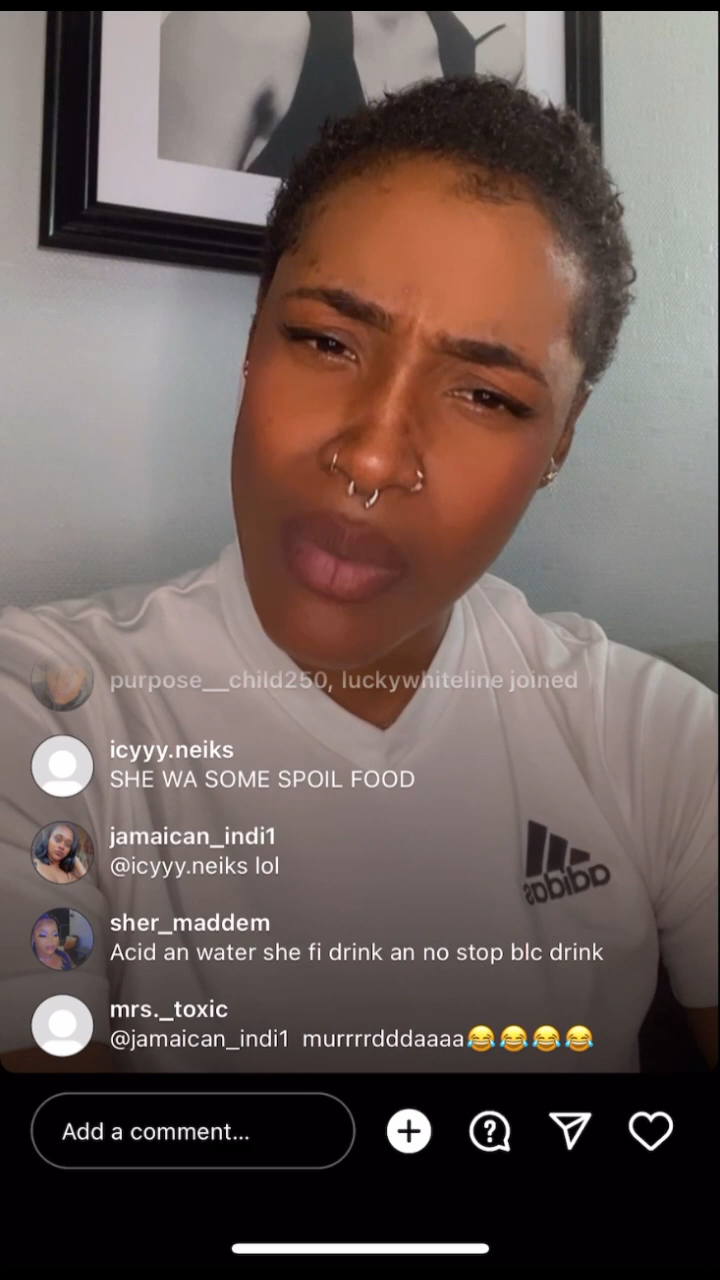 purpose__child250, luckywhiteline joined
icyyy.neiks
SHE WA SOME SPOIL FOOD
jamaican_indi1
@icyyy.neiks lol
adidas
sher_maddem
Acid an water she fi drink an no stop blc drink
mrs._toxic
@jamaican_indi1 murrrrdddaaaa😂😂😂😂
Add a comment...